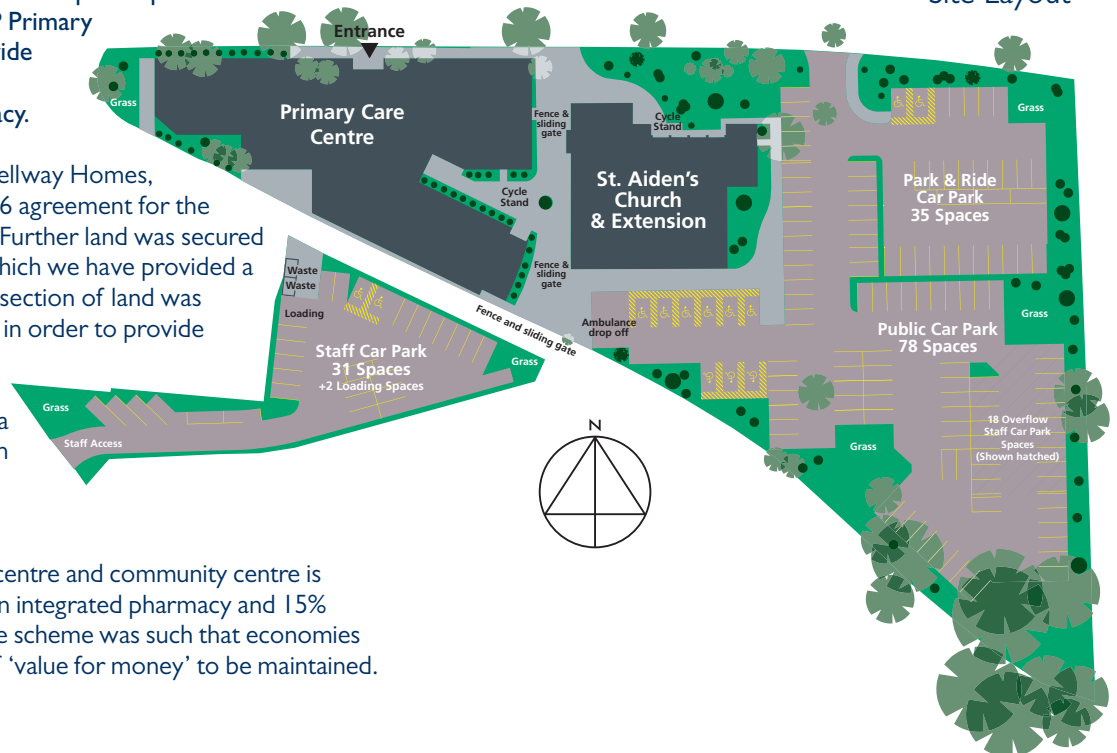 Site Layout
P Primary
ide
acy.
ellway Homes,
6 agreement for the
Further land was secured
hich we have provided a
section of land was
in order to provide
a
n
centre and community centre is
n integrated pharmacy and 15%
e scheme was such that economies
f ‘value for money’ to be maintained.
Entrance
Primary Care
Centre
Grass
Fence &
sliding
gate
Cycle
Stand
St. Aiden’s
Church
& Extension
Cycle
Stand
Fence &
sliding
gate
Park & Ride
Car Park
35 Spaces
Grass
Grass
Public Car Park
78 Spaces
Ambulance
drop off
Fence and sliding gate
Waste
Waste
Loading
Staff Car Park
31 Spaces
+2 Loading Spaces
Grass
Grass
Staff Access
18 Overflow
Staff Car Park
Spaces
(Shown hatched)
Grass
N